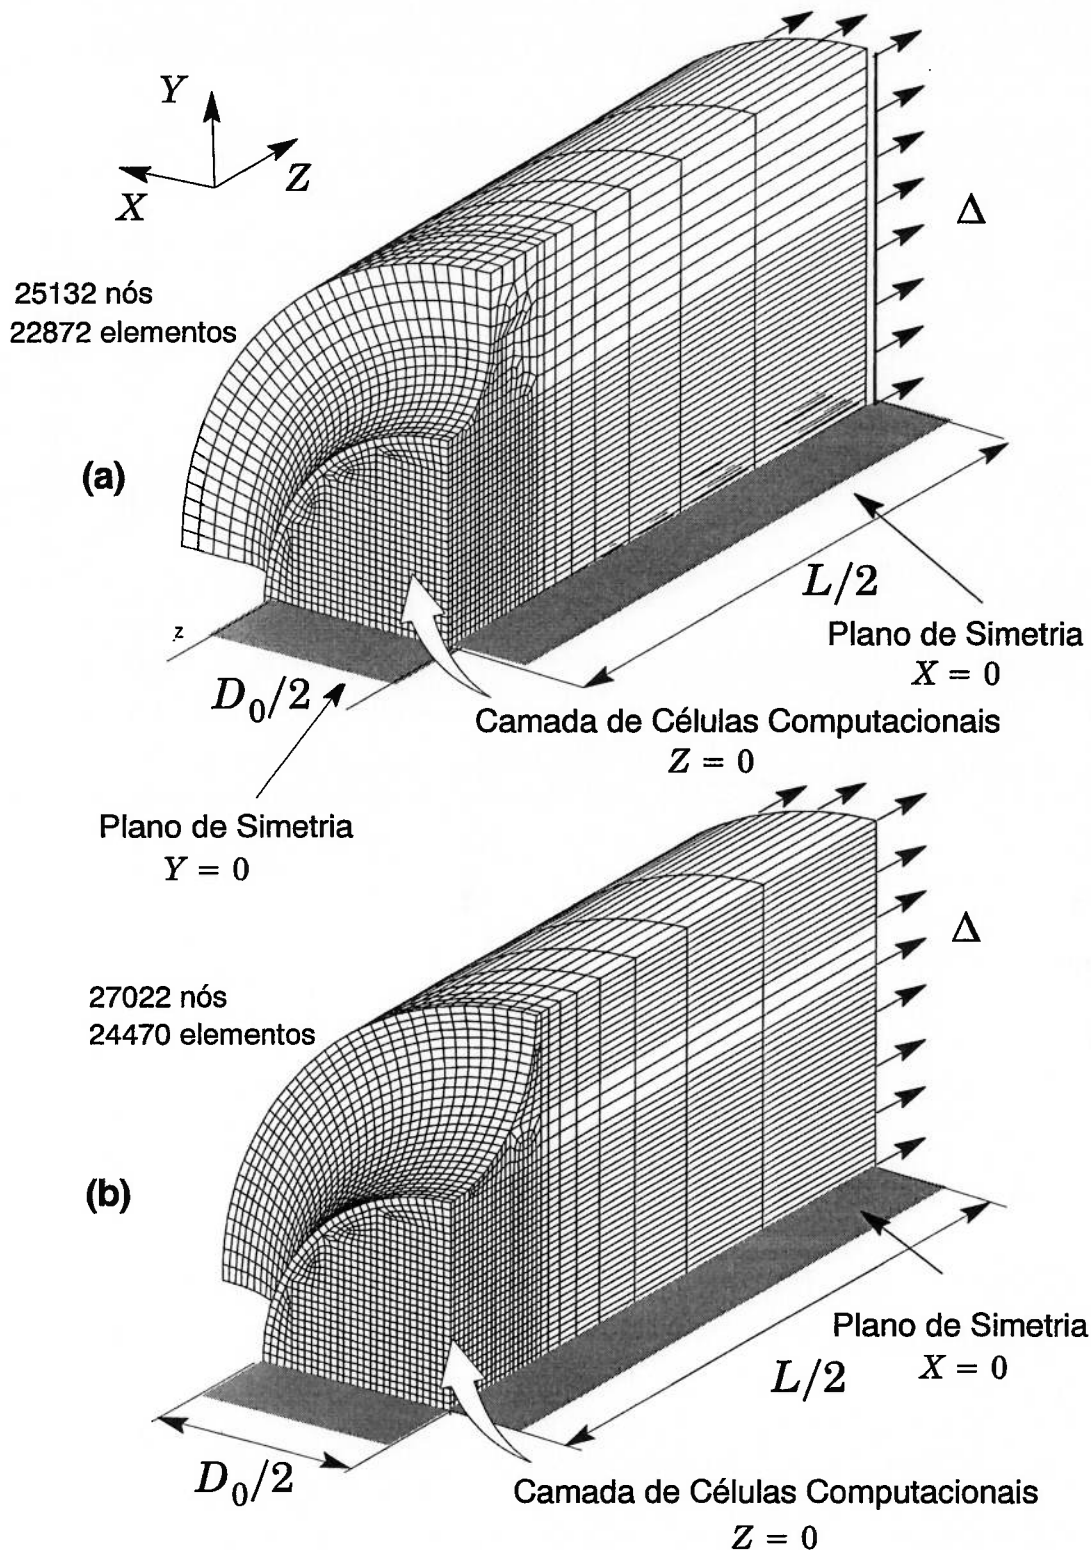 Y
X
Z
25132 nós
22872 elementos
Δ
(a)
z
L/2
Plano de Simetria
X = 0
D₀/2
Camada de Células Computacionais
Z = 0
Plano de Simetria
Y = 0
Δ
27022 nós
24470 elementos
(b)
Plano de Simetria
X = 0
L/2
D₀/2
Camada de Células Computacionais
Z = 0